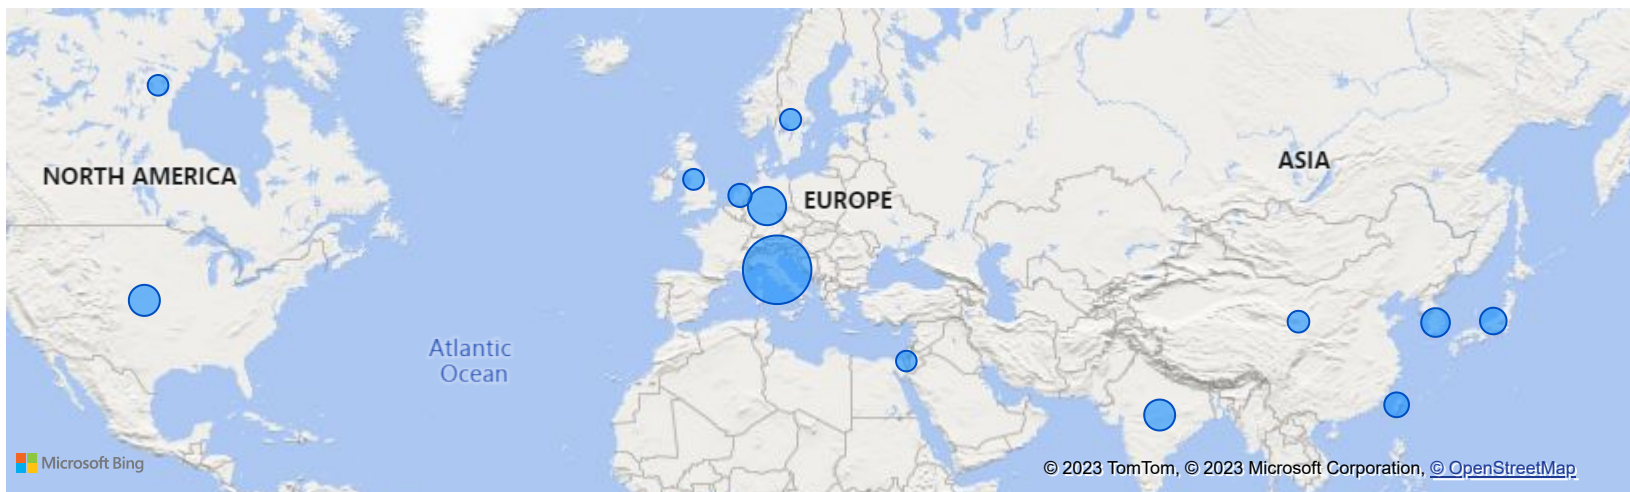 NORTH AMERICA
EUROPE
ASIA
Atlantic
Ocean
Microsoft Bing
© 2023 TomTom, © 2023 Microsoft Corporation, © OpenStreetMap